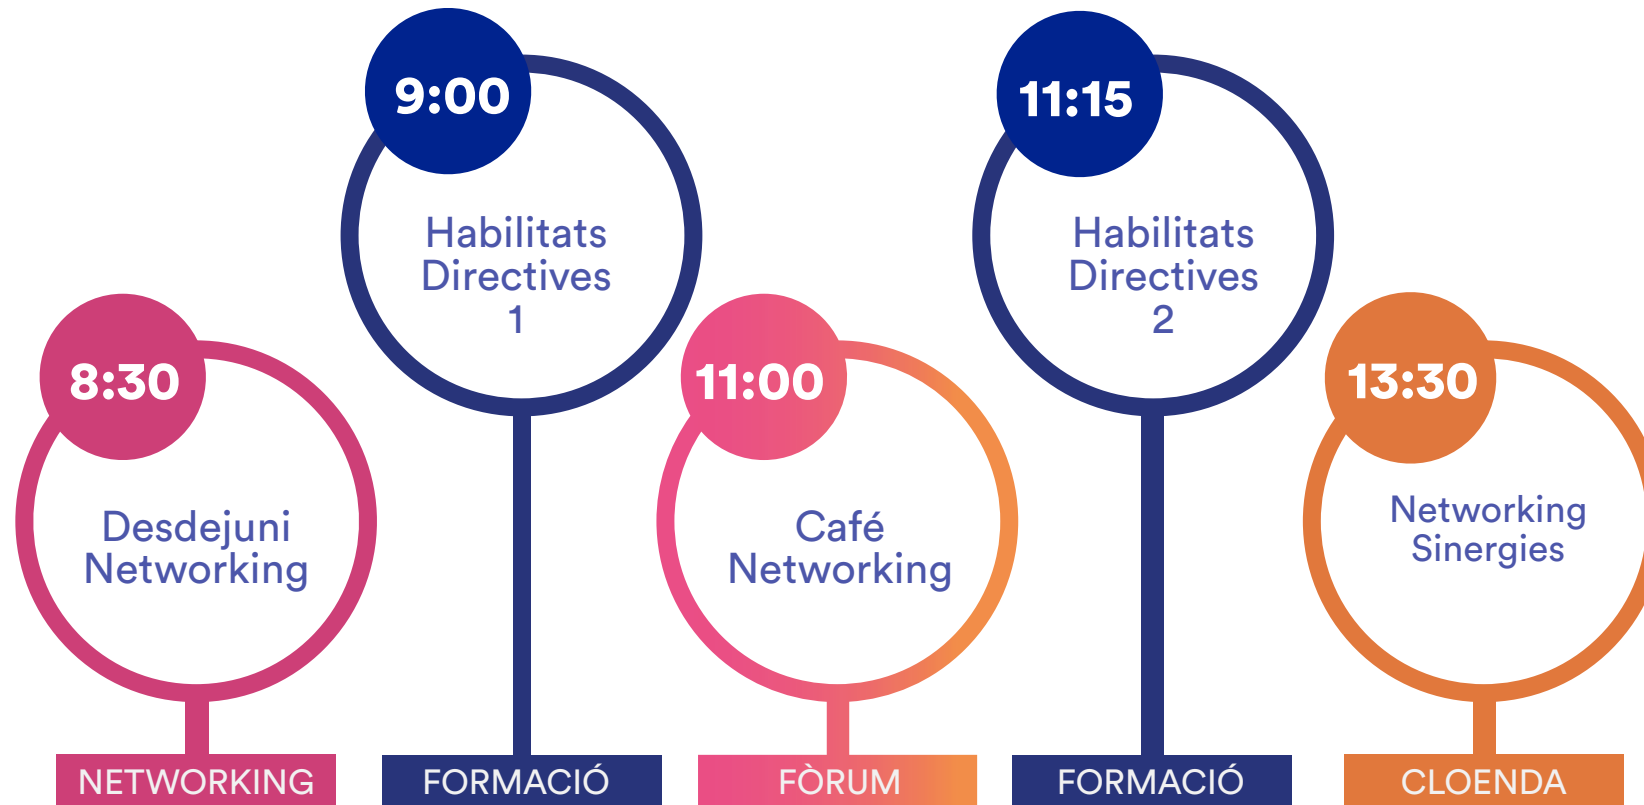 8:30
Desdejuni
Networking
NETWORKING
9:00
Habilitats
Directives
1
FORMACIÓ
11:00
Café
Networking
FÒRUM
11:15
Habilitats
Directives
2
FORMACIÓ
13:30
Networking
Sinergies
CLOENDA